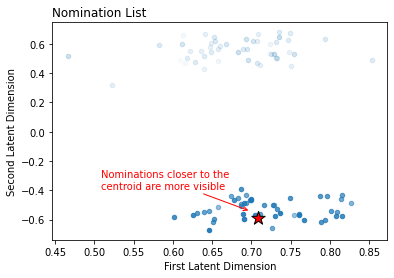 Nomination List
0.6
0.4
0.2
0.0
−0.2
−0.4
−0.6
Second Latent Dimension
Nominations closer to the
centroid are more visible
0.45 0.50 0.55 0.60 0.65 0.70 0.75 0.80 0.85
First Latent Dimension